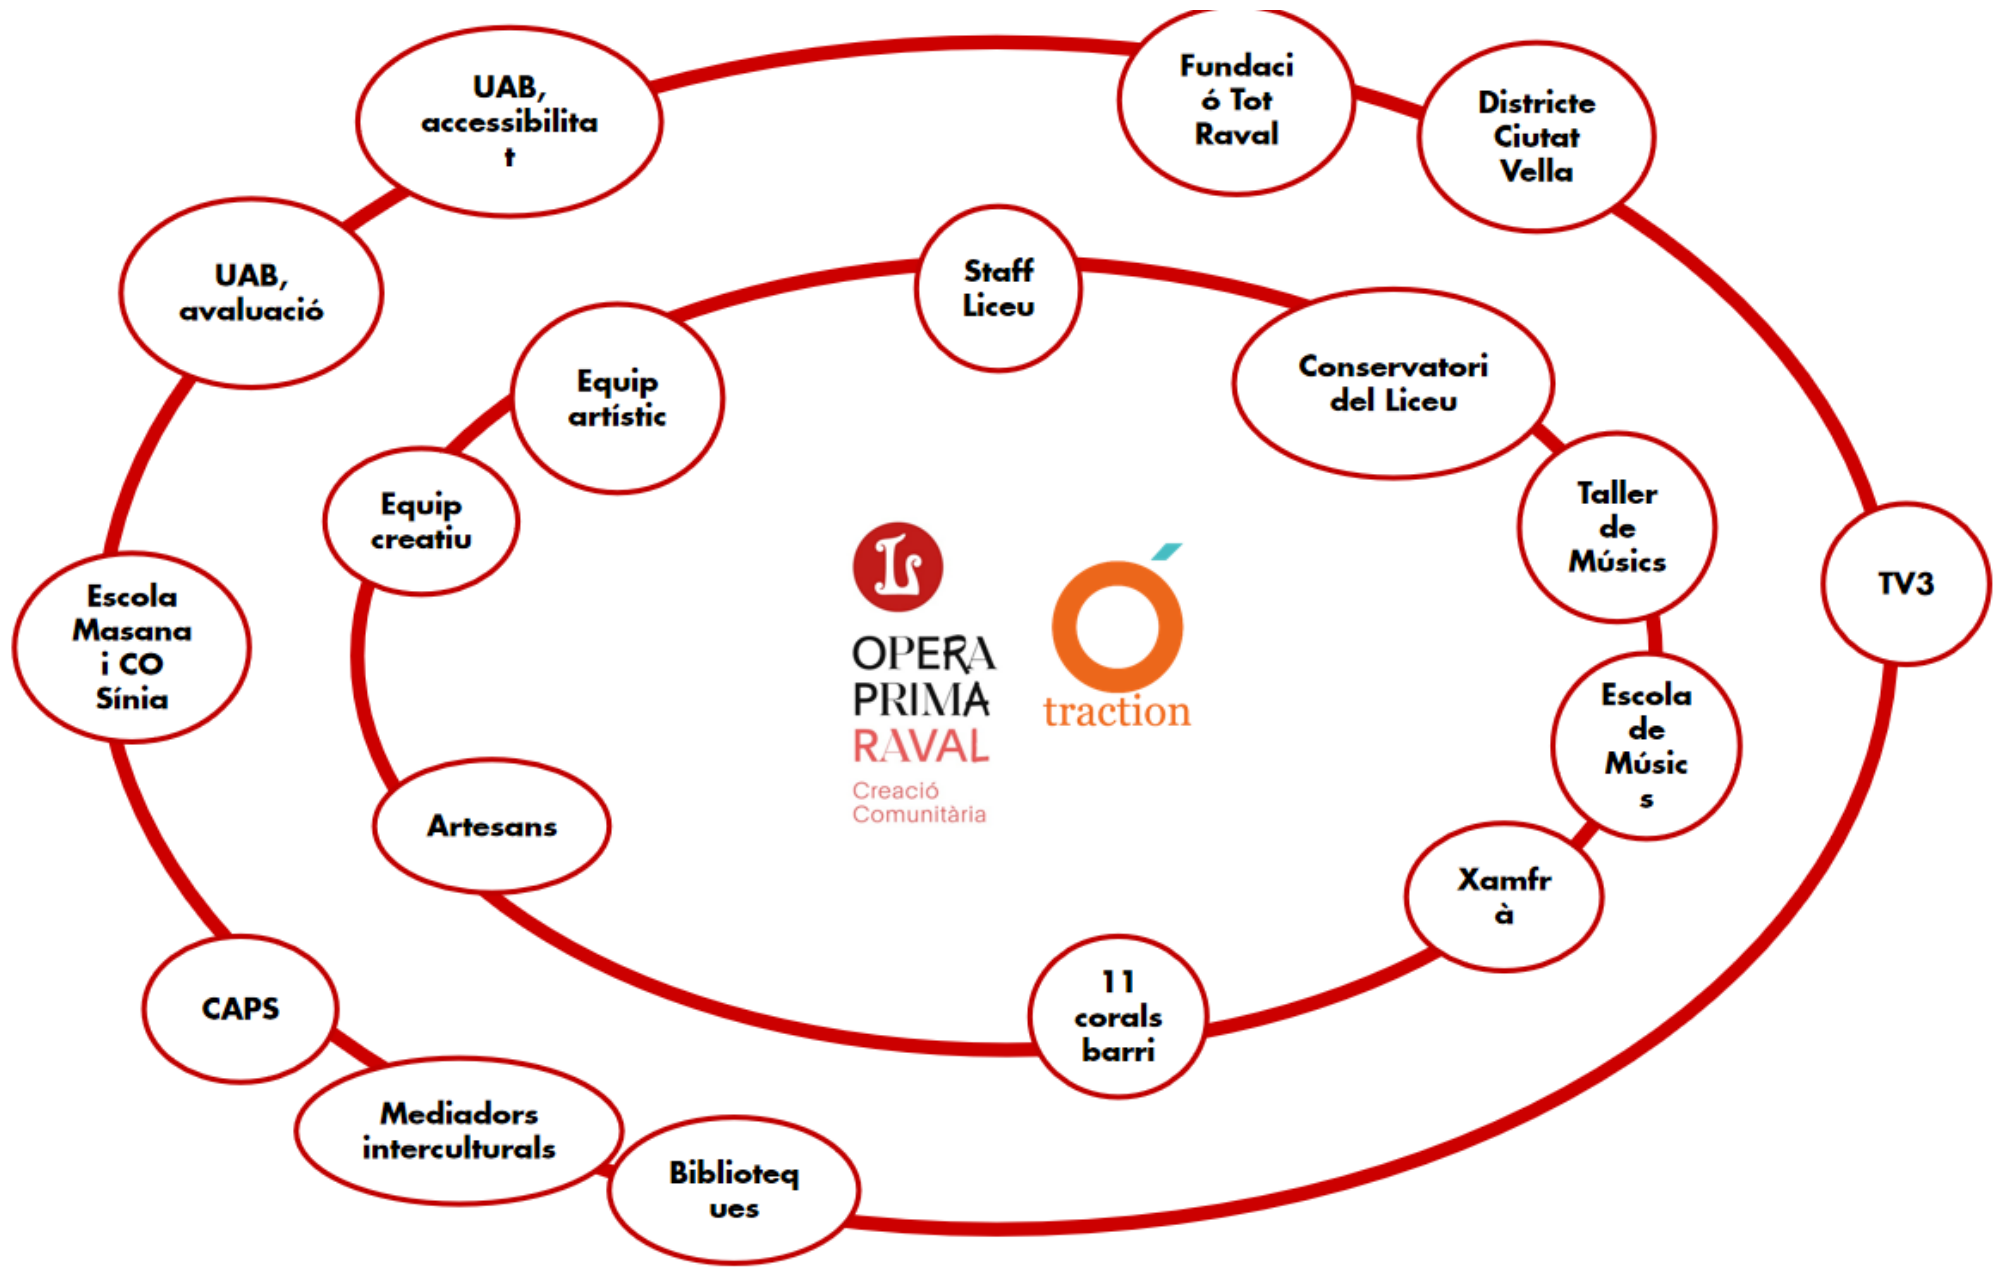 UAB,
accessibilita
t
Fundaci
ó Tot
Raval
Districte
Ciutat
Vella
UAB,
avaluació
Staff
Liceu
Equip
artístic
Conservatori
del Liceu
Equip
creatiu
Taller
de
Músics
TV3
Escola
Masana
i CO
Sínia
L
OPERA
PRIMA
RAVAL
Creació
Comunitària
traction
Escola
de
Músic
s
Artesans
Xamfr
à
11
corals
barri
CAPS
Mediadors
interculturals
Biblioteq
ues